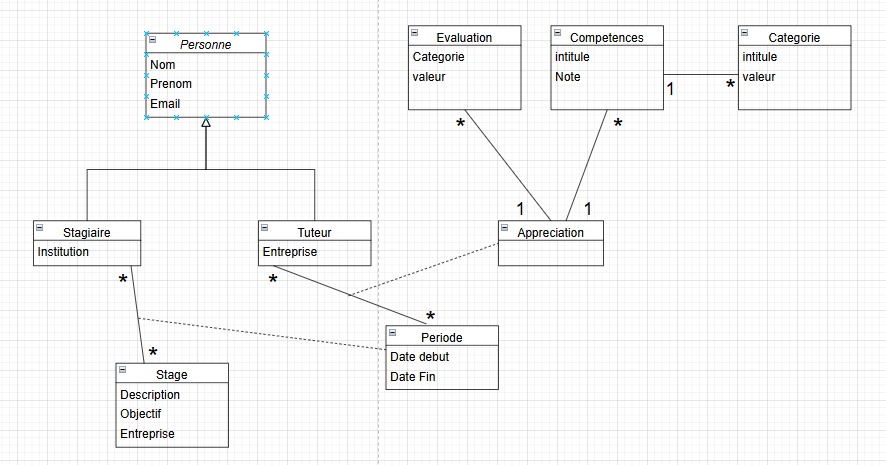 Personne
Nom
Prenom
Email
Evaluation
Categorie
valeur
Competences
intitule
Note
1
*
Categorie
intitule
valeur
*
*
1
1
Stagiaire
Institution
Tuteur
Entreprise
Appreciation
*
*
*
*
Periode
Date debut
Date Fin
Stage
Description
Objectif
Entreprise